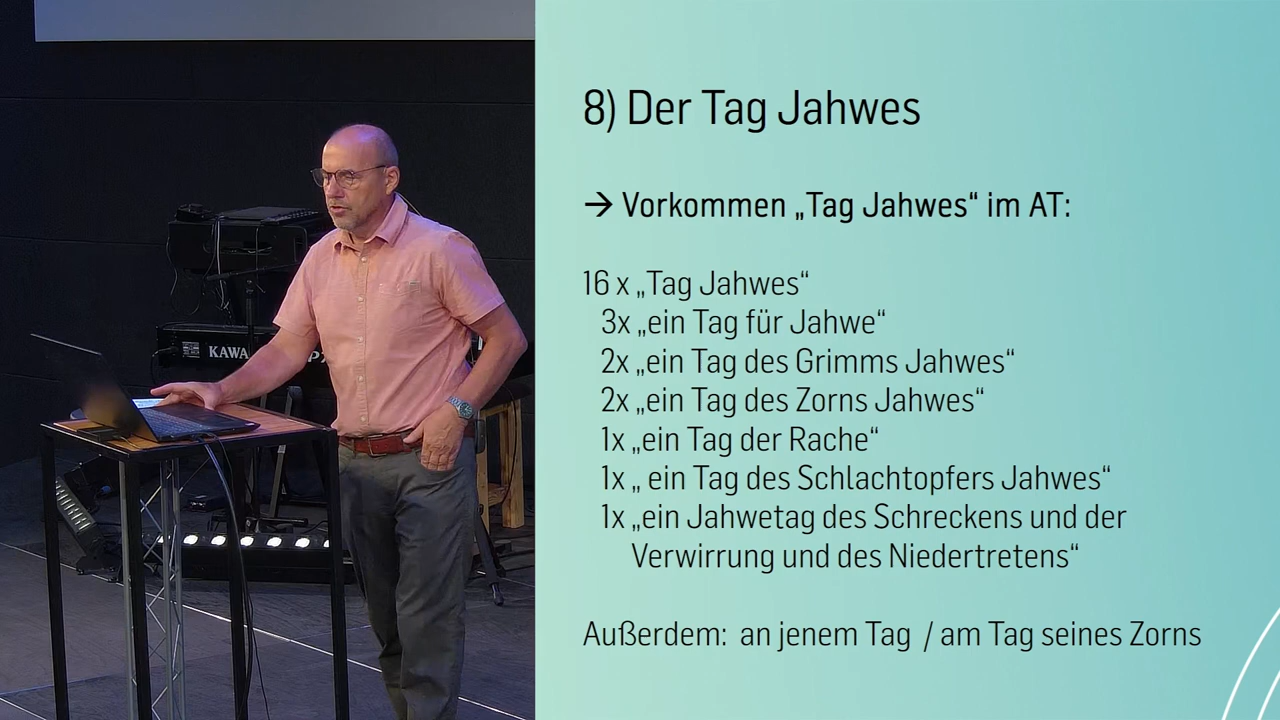 8) Der Tag Jahwes
→ Vorkommen „Tag Jahwes“ im AT:
16 x „Tag Jahwes“
3x „ein Tag für Jahwe“
2x „ein Tag des Grimms Jahwes“
2x „ein Tag des Zorns Jahwes“
1x „ein Tag der Rache“
1x „ ein Tag des Schlachtopfers Jahwes“
1x „ein Jahwetag des Schreckens und der
Verwirrung und des Niedertretens“
Außerdem: an jenem Tag / am Tag seines Zorns
KAWA